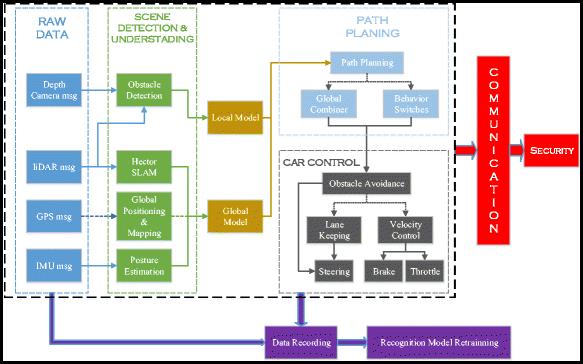 RAW
DATA
SCENE
DETECTION &
UNDERSTADING
PATH
PLANING
Depth
Camera msg
Obstacle
Detection
Path Planning
Global
Combiner
Behavior
Switches
Local Model
liDAR msg
Hector
SLAM
CAR CONTROL
Obstacle Avoidance
GPS msg
Global
Positioning
&
Mapping
Global
Model
Lane
Keeping
Velocity
Control
IMU msg
Posture
Estimation
Steering
Brake
Throttle
COMMUNICATION
SECURITY
Data Recording
Recognition Model Retrainning